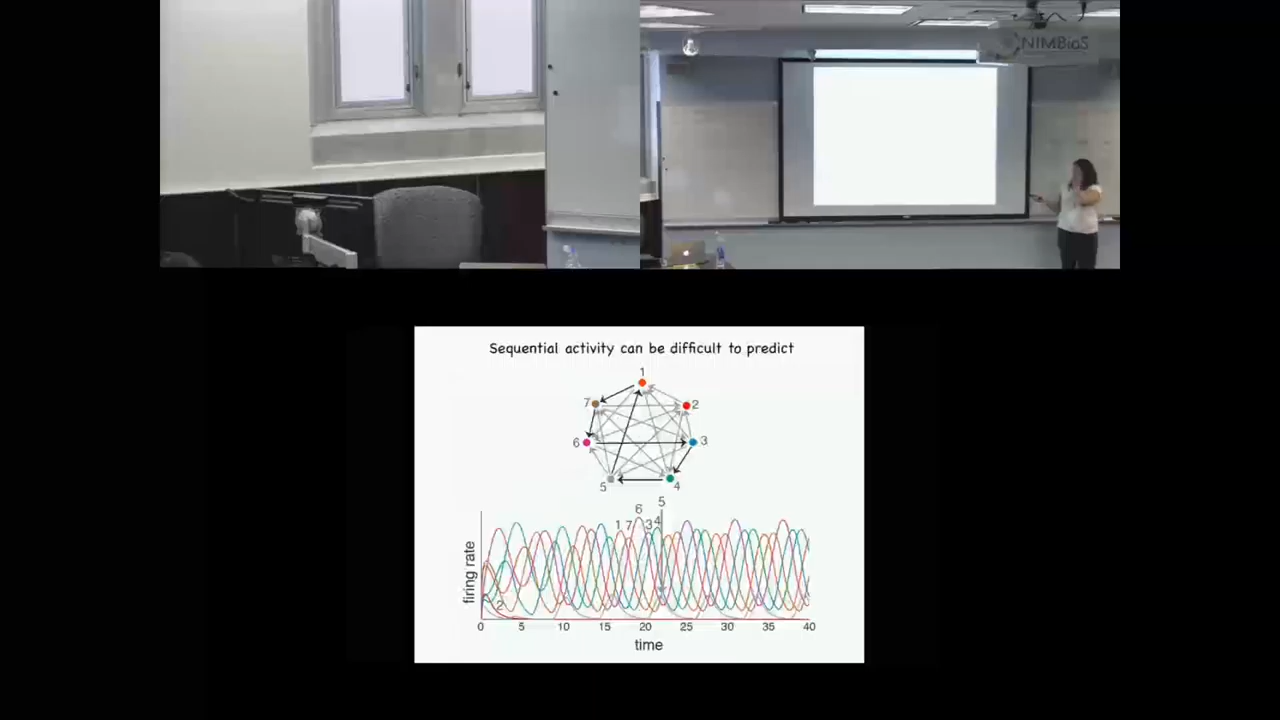 NIMBioS
Sequential activity can be difficult to predict
1
7
2
6
3
5
4
5
6
1 7
3 4
2
firing rate
0 5 10 15 20 25 30 35 40
time